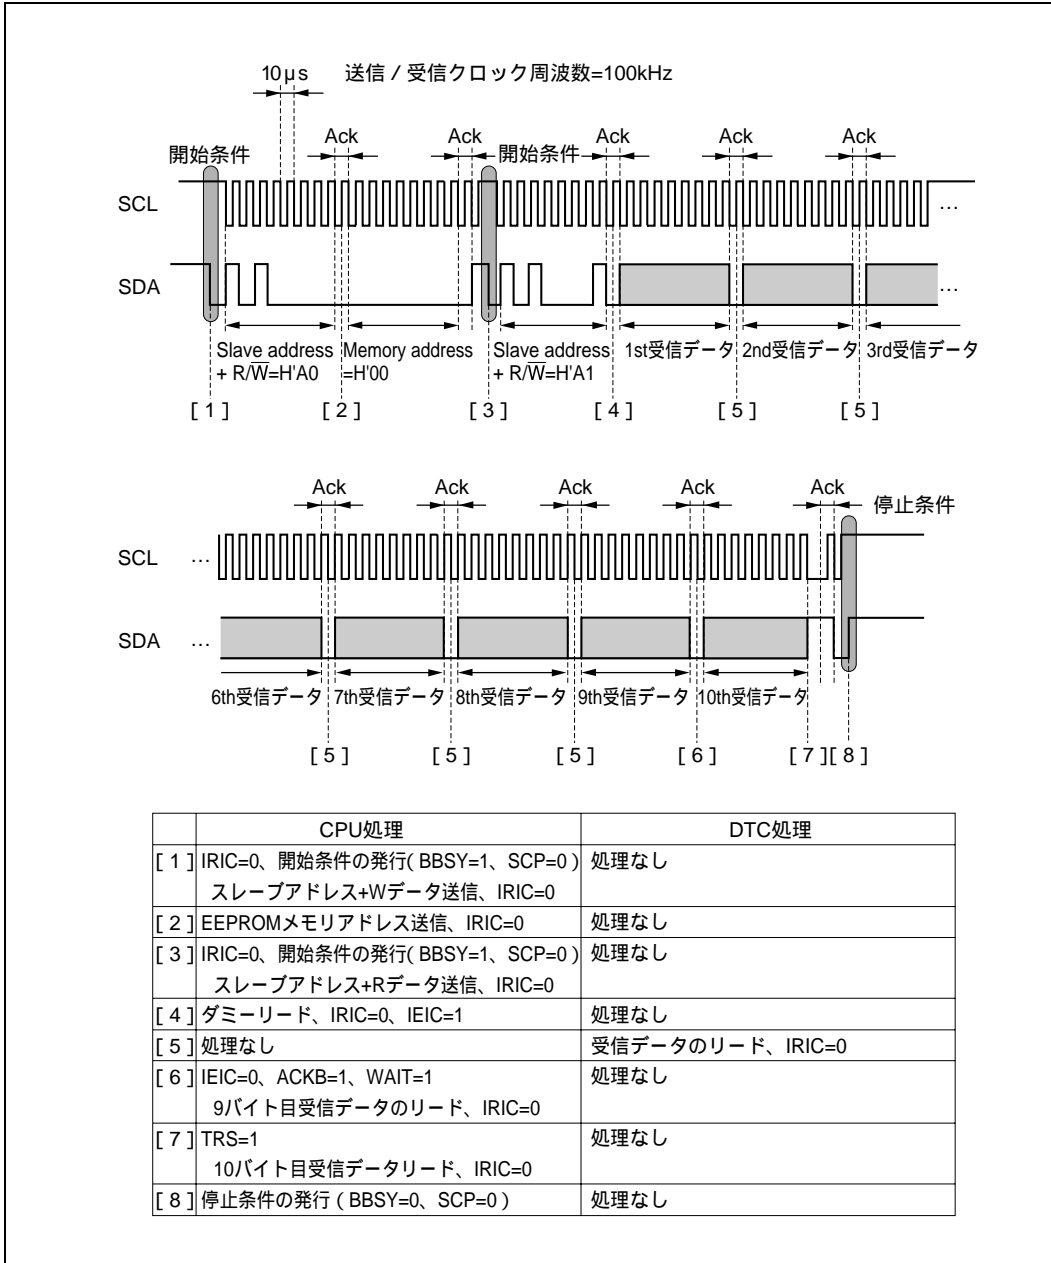 10μs 送信/受信クロック周波数=100kHz
Ack Ack Ack Ack Ack
開始条件 開始条件
SCL …
SDA …
Slave address Memory address Slave address 1st受信データ 2nd受信データ 3rd受信データ
+ R/W̅=H'A0 =H'00 + R/W̅=H'A1
[ 1 ] [ 2 ] [ 3 ] [ 4 ] [ 5 ] [ 5 ]
Ack Ack Ack Ack Ack
停止条件
SCL …
SDA …
6th受信データ 7th受信データ 8th受信データ 9th受信データ 10th受信データ
[ 5 ] [ 5 ] [ 5 ] [ 6 ] [ 7 ][ 8 ]
CPU処理 DTC処理
[ 1 ] IRIC=0、開始条件の発行(BBSY=1、SCP=0) 処理なし
スレーブアドレス+Wデータ送信、IRIC=0
[ 2 ] EEPROMメモリアドレス送信、IRIC=0 処理なし
[ 3 ] IRIC=0、開始条件の発行(BBSY=1、SCP=0) 処理なし
スレーブアドレス+Rデータ送信、IRIC=0
[ 4 ] ダミーリード、IRIC=0、IEIC=1 処理なし
[ 5 ] 処理なし 受信データのリード、IRIC=0
[ 6 ] IEIC=0、ACKB=1、WAIT=1 処理なし
9バイト目受信データのリード、IRIC=0
[ 7 ] TRS=1 処理なし
10バイト目受信データリード、IRIC=0
[ 8 ] 停止条件の発行(BBSY=0、SCP=0) 処理なし